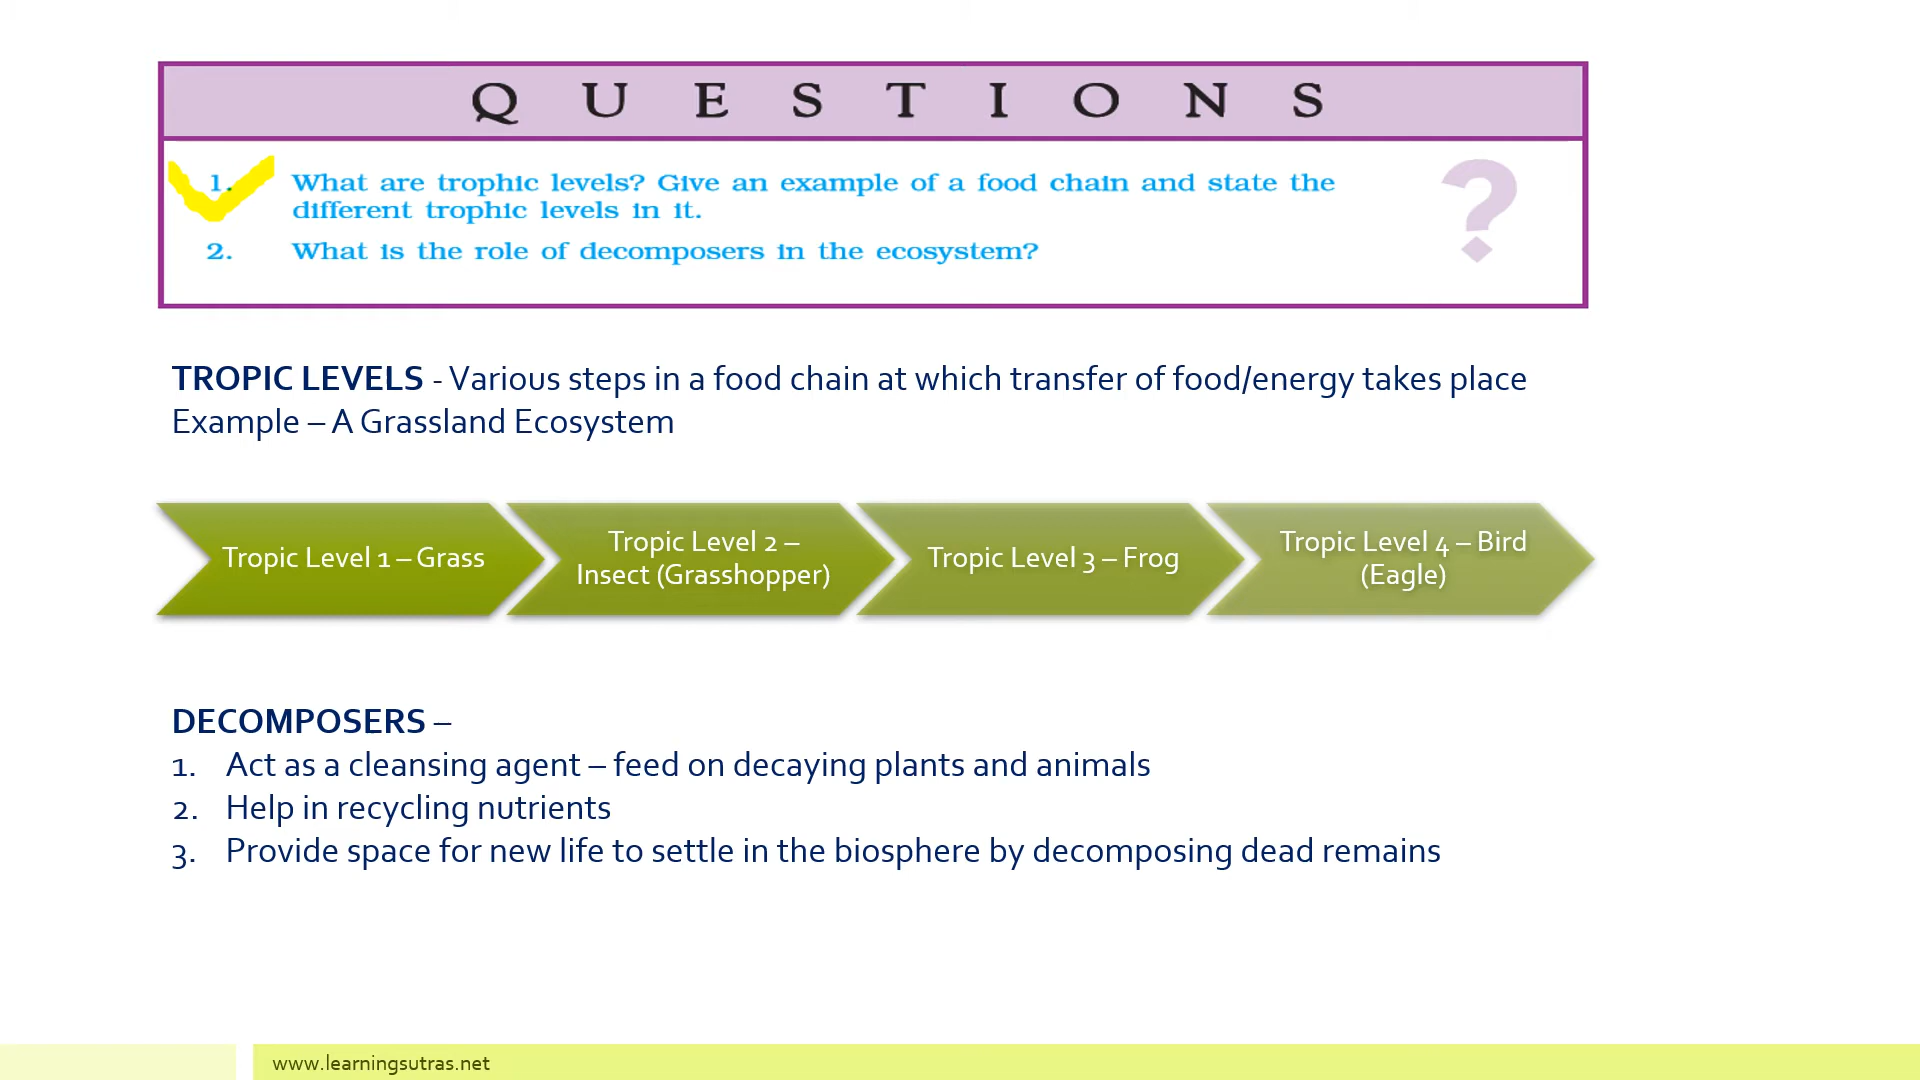 Q U E S T I O N S
1. What are trophic levels? Give an example of a food chain and state the
different trophic levels in it.
2. What is the role of decomposers in the ecosystem?
?
TROPIC LEVELS - Various steps in a food chain at which transfer of food/energy takes place
Example – A Grassland Ecosystem
Tropic Level 1 – Grass
Tropic Level 2 –
Insect (Grasshopper)
Tropic Level 3 – Frog
Tropic Level 4 – Bird
(Eagle)
DECOMPOSERS –
1. Act as a cleansing agent – feed on decaying plants and animals
2. Help in recycling nutrients
3. Provide space for new life to settle in the biosphere by decomposing dead remains
www.learningsutras.net